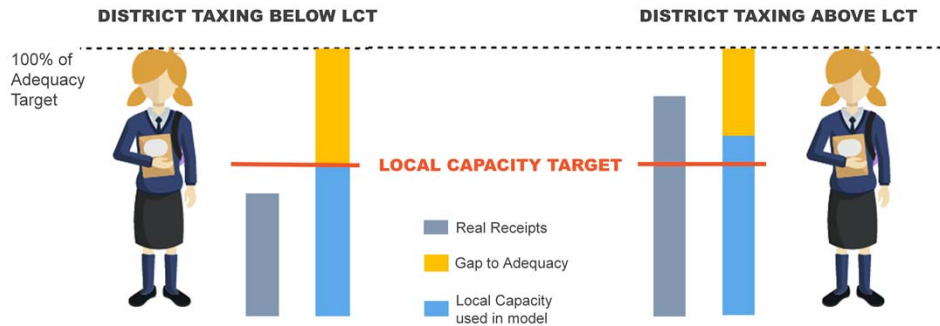 DISTRICT TAXING BELOW LCT
DISTRICT TAXING ABOVE LCT
100% of
Adequacy
Target
LOCAL CAPACITY TARGET
Real Receipts
Gap to Adequacy
Local Capacity
used in model